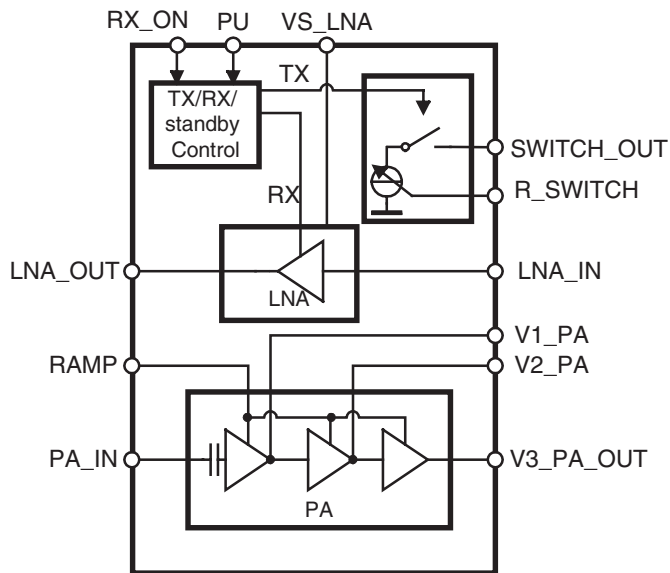 RX_ON PU VS_LNA
TX
TX/RX/
standby
Control
SWITCH_OUT
R_SWITCH
RX
LNA_OUT
LNA
LNA_IN
V1_PA
RAMP
V2_PA
PA_IN
V3_PA_OUT
PA